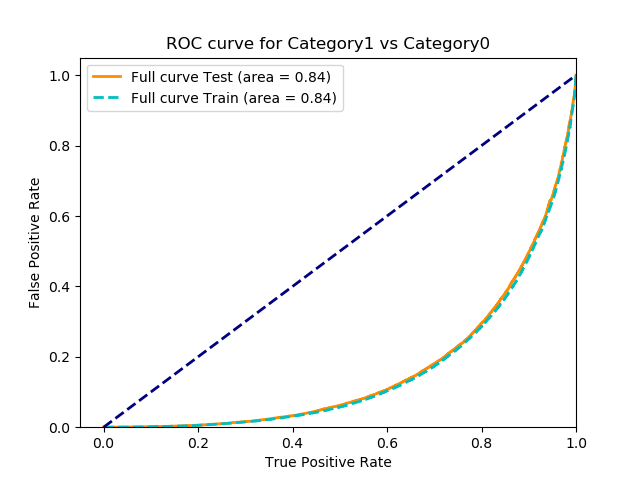 ROC curve for Category1 vs Category0
Full curve Test (area = 0.84)
Full curve Train (area = 0.84)
False Positive Rate
1.0
0.8
0.6
0.4
0.2
0.0
0.0 0.2 0.4 0.6 0.8 1.0
True Positive Rate